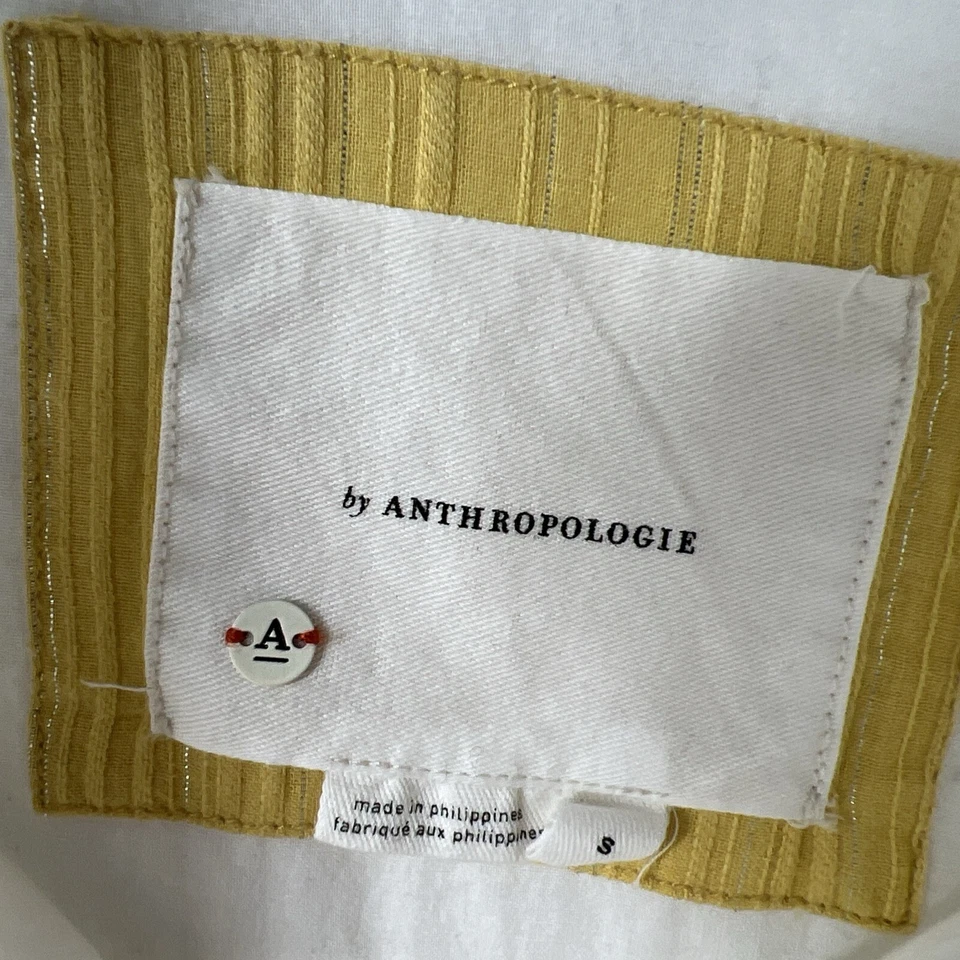 by ANTHROPOLOGIE
A
made in philippines
fabriqué aux philippines
S